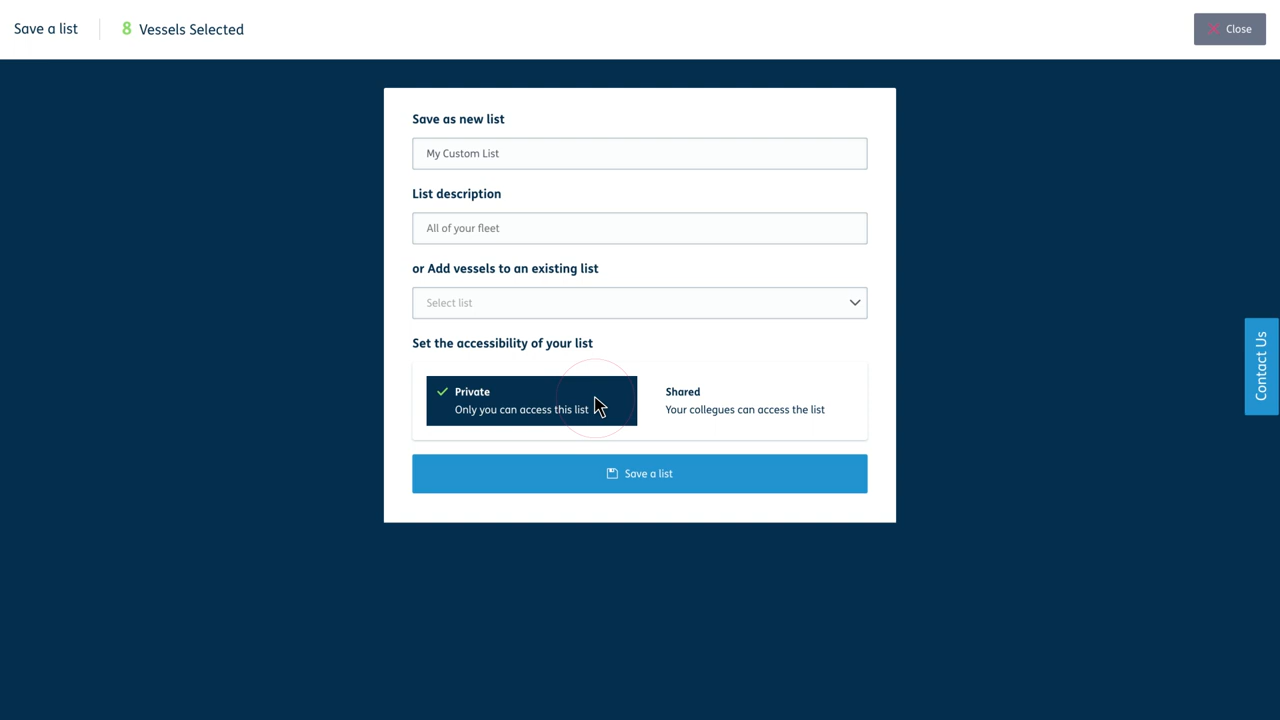 Save a list
8 Vessels Selected
Close
Save as new list
My Custom List
List description
All of your fleet
or Add vessels to an existing list
Select list
Set the accessibility of your list
Private
Only you can access this list
Shared
Your collegues can access the list
Save a list
Contact Us